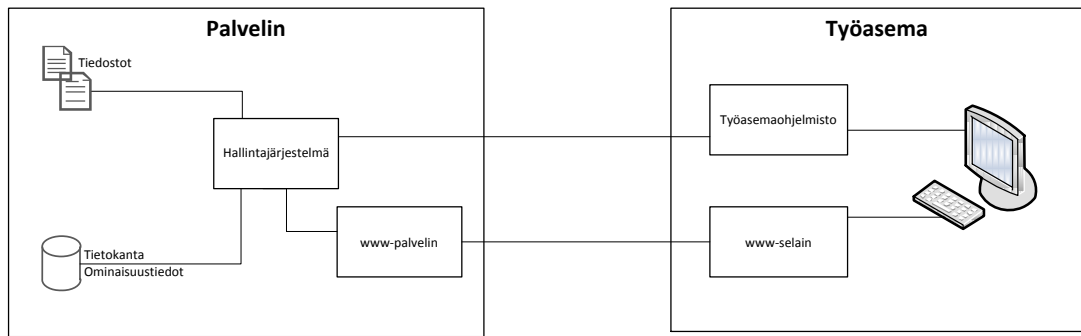 Palvelin
Työasema
Tiedostot
Hallintajärjestelmä
Työasemaohjelmisto
www-palvelin
www-selain
Tietokanta
Ominaisuustiedot